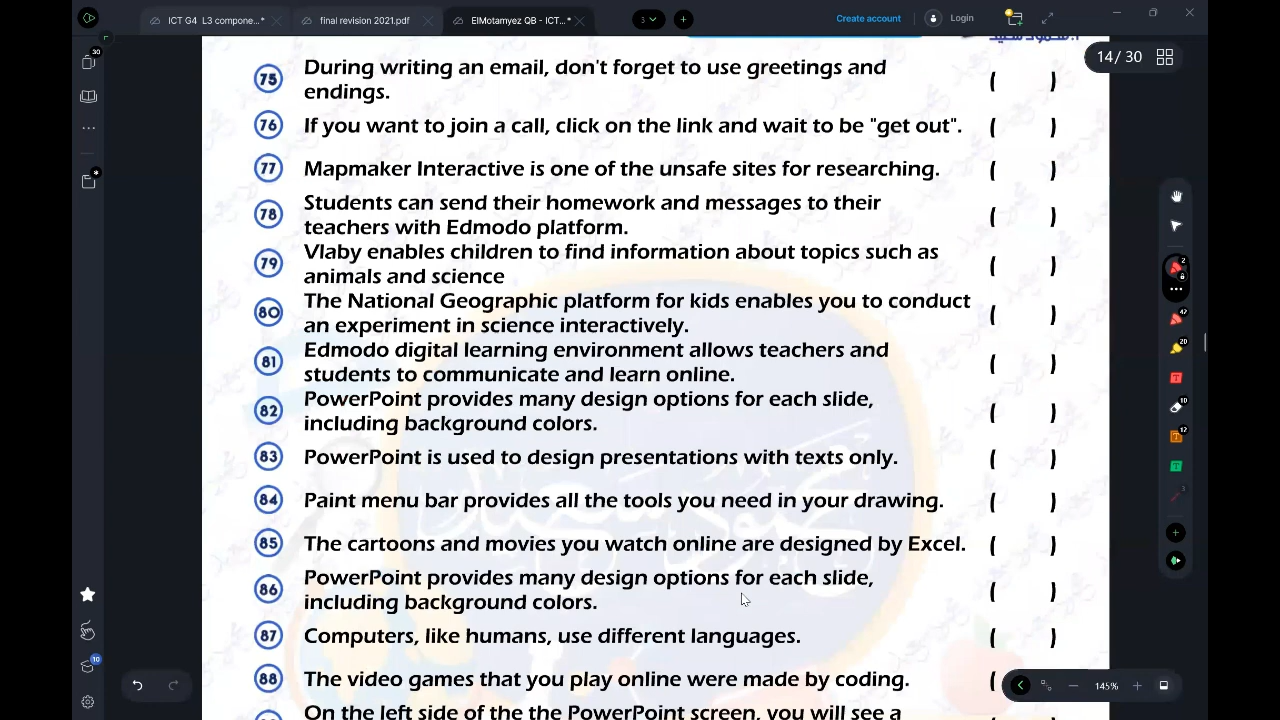 ICT G4 L3 compone...*
final revision 2021.pdf
ElMotamyez QB - ICT...*
3
Create account
Login
14 / 30
75 During writing an email, don't forget to use greetings and
endings. ( )
76 If you want to join a call, click on the link and wait to be "get out". ( )
77 Mapmaker Interactive is one of the unsafe sites for researching. ( )
78 Students can send their homework and messages to their
teachers with Edmodo platform. ( )
79 Vlaby enables children to find information about topics such as
animals and science ( )
80 The National Geographic platform for kids enables you to conduct
an experiment in science interactively. ( )
81 Edmodo digital learning environment allows teachers and
students to communicate and learn online. ( )
82 PowerPoint provides many design options for each slide,
including background colors. ( )
83 PowerPoint is used to design presentations with texts only. ( )
84 Paint menu bar provides all the tools you need in your drawing. ( )
85 The cartoons and movies you watch online are designed by Excel. ( )
86 PowerPoint provides many design options for each slide,
including background colors. ( )
87 Computers, like humans, use different languages. ( )
88 The video games that you play online were made by coding. (
On the left side of the the PowerPoint screen, you will see a
145%
30
10
2
47
20
10
12
3